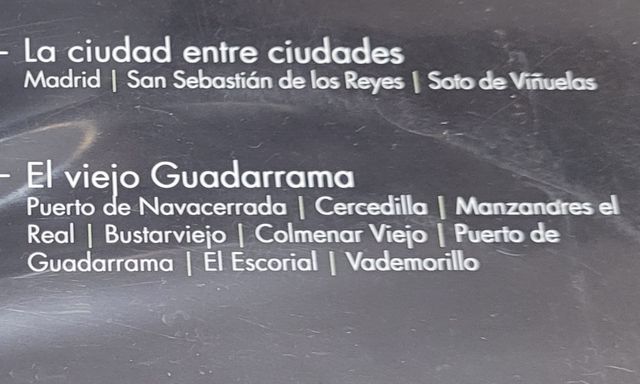 - La ciudad entre ciudades
Madrid | San Sebastián de los Reyes | Soto de Viñuelas
- El viejo Guadarrama
Puerto de Navacerrada | Cercedilla | Manzanares el
Real | Bustarviejo | Colmenar Viejo | Puerto de
Guadarrama | El Escorial | Vademorillo